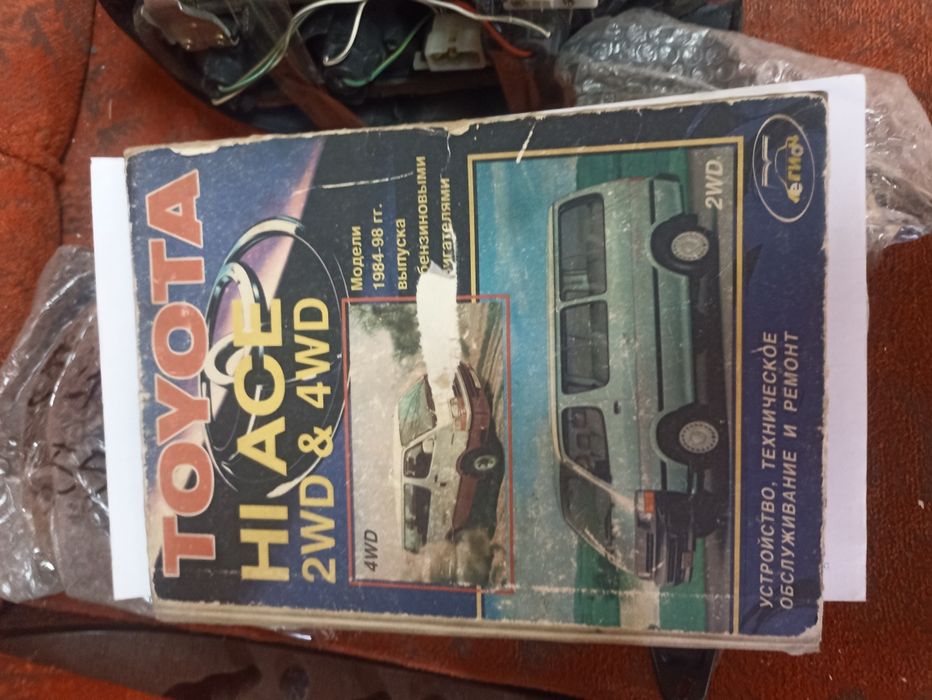 TOYOTA
HI ACE
2WD & 4WD
Модели
1984-98 гг.
выпуска
бензиновыми
4WD
2WD
Легион
УСТРОЙСТВО, ТЕХНИЧЕСКОЕ
ОБСЛУЖИВАНИЕ И РЕМОНТ